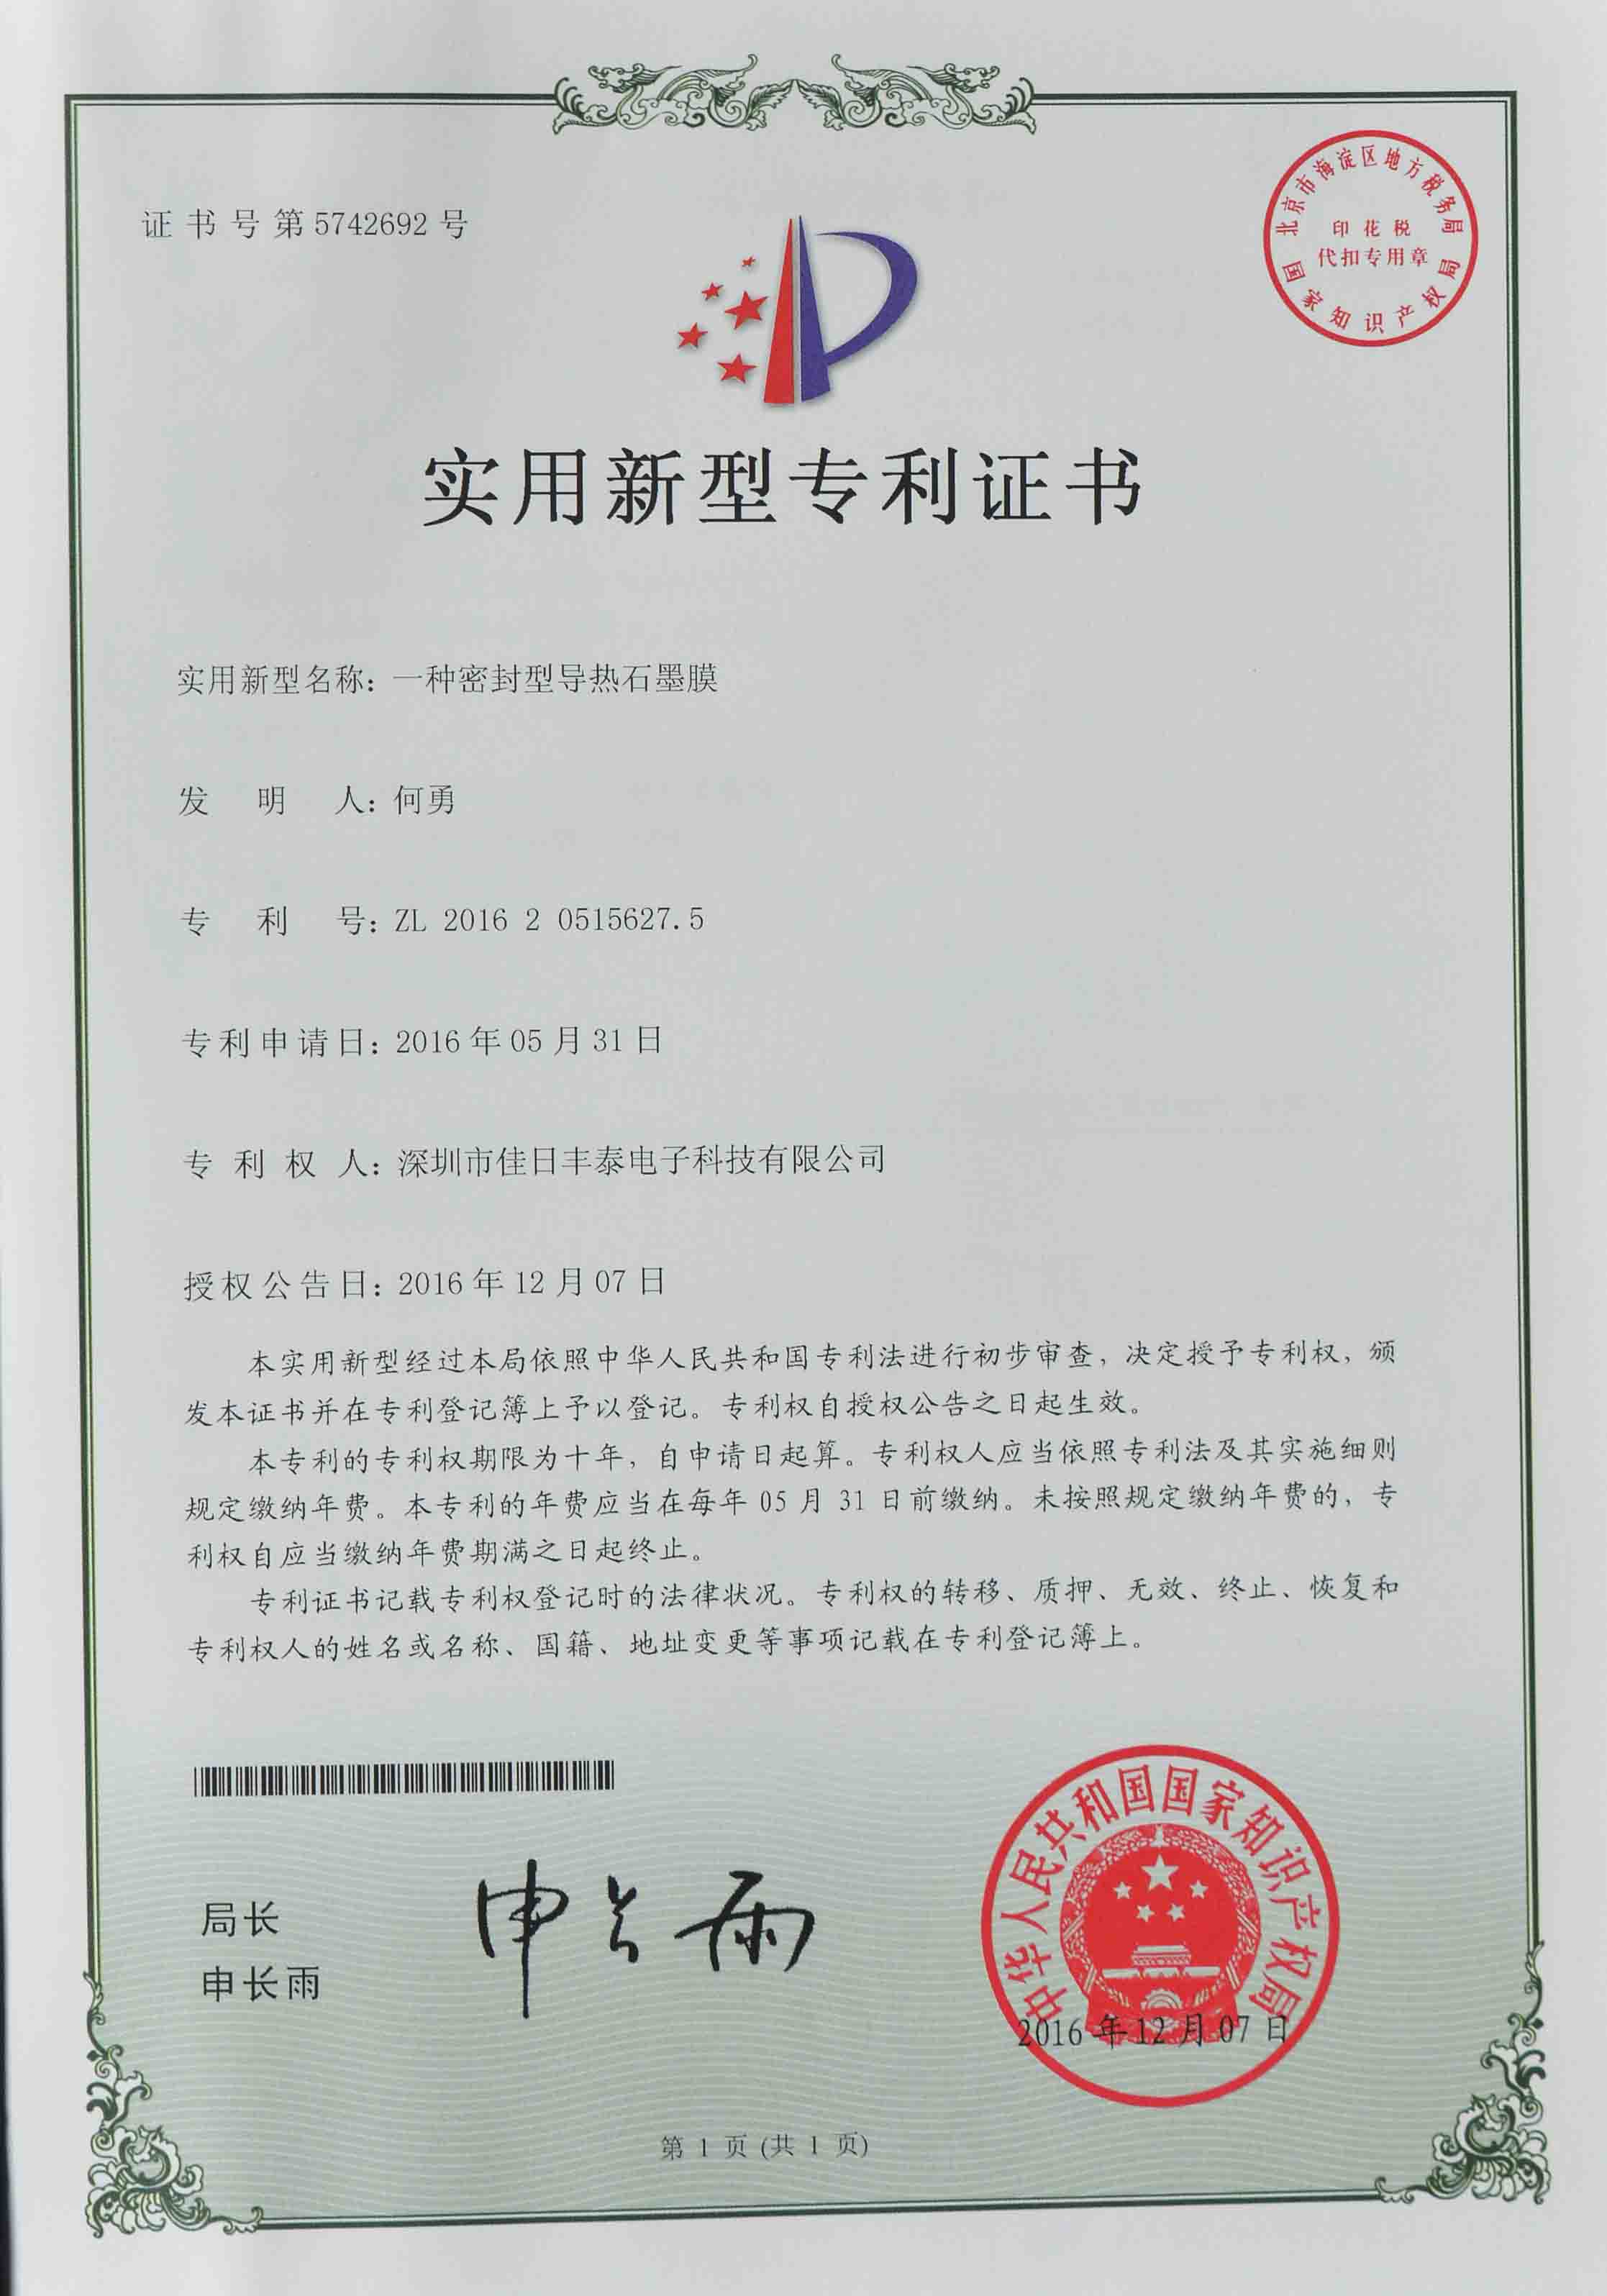 证书号第5742692号
北京市海淀区地方税务局
印花税
代扣专用章
国家知识产权局
实用新型专利证书
实用新型名称：一种密封型导热石墨膜
发明人：何勇
专利号：ZL 2016 2 0515627.5
专利申请日：2016年05月31日
专利权人：深圳市佳日丰泰电子科技有限公司
授权公告日：2016年12月07日
本实用新型经过本局依照中华人民共和国专利法进行初步审查，决定授予专利权，颁
发本证书并在专利登记簿上予以登记。专利权自授权公告之日起生效。
本专利的专利权期限为十年，自申请日起算。专利权人应当依照专利法及其实施细则
规定缴纳年费。本专利的年费应当在每年05月31日前缴纳。未按照规定缴纳年费的，专
利权自应当缴纳年费期满之日起终止。
专利证书记载专利权登记时的法律状况。专利权的转移、质押、无效、终止、恢复和
专利权人的姓名或名称、国籍、地址变更等事项记载在专利登记簿上。
局长
申长雨
申长雨
中华人民共和国国家知识产权局
2016年12月07日
第1页(共1页)